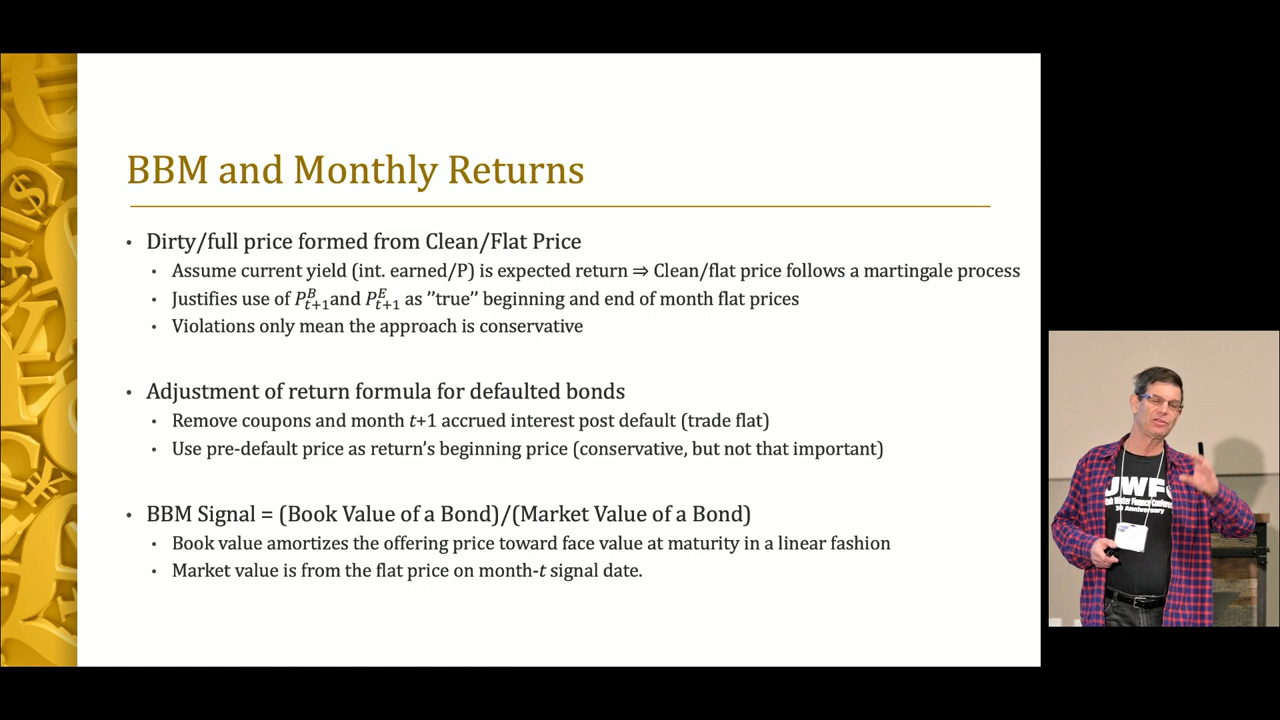 BBM and Monthly Returns
• Dirty/full price formed from Clean/Flat Price
• Assume current yield (int. earned/P) is expected return ⇒ Clean/flat price follows a martingale process
• Justifies use of P^B_{t+1} and P^E_{t+1} as ”true” beginning and end of month flat prices
• Violations only mean the approach is conservative
• Adjustment of return formula for defaulted bonds
• Remove coupons and month t+1 accrued interest post default (trade flat)
• Use pre-default price as return’s beginning price (conservative, but not that important)
• BBM Signal = (Book Value of a Bond)/(Market Value of a Bond)
• Book value amortizes the offering price toward face value at maturity in a linear fashion
• Market value is from the flat price on month-t signal date.
UWFC
Winter Finance Conference
Anniversary